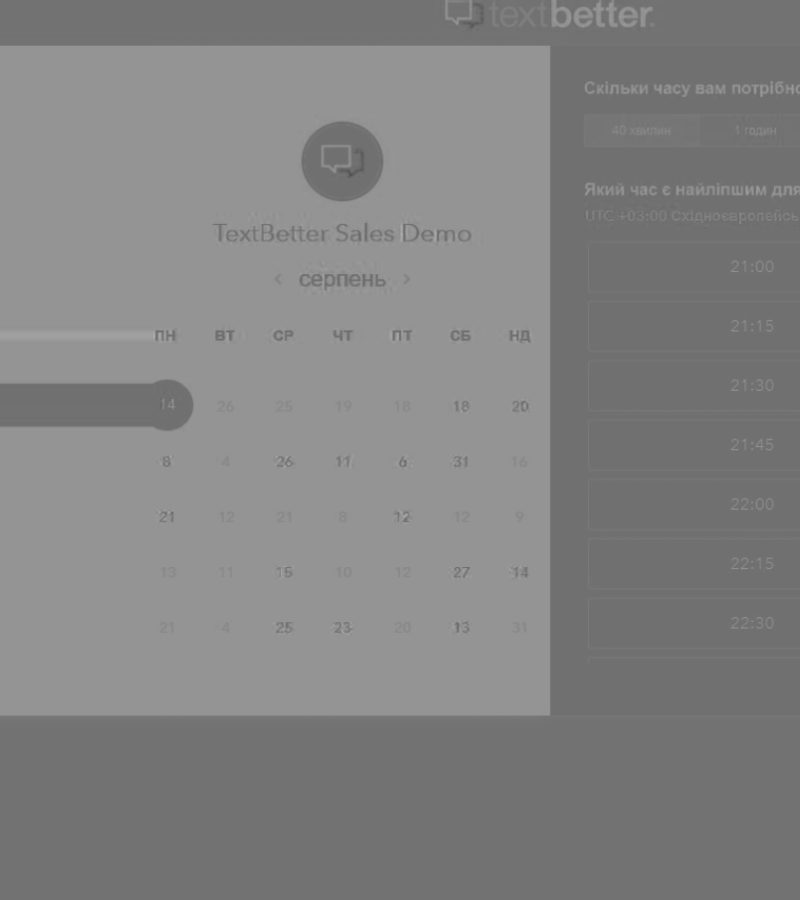 textbetter
TextBetter Sales Demo
< серпень >
ПН ВТ СР ЧТ ПТ СБ НД
14 26 25 19 18 18 20
8 4 26 11 6 31 16
21 12 21 8 12 12 9
13 11 15 10 12 27 14
21 4 25 23 20 13 31
Скільки часу вам потрібно
40 хвилин 1 годин
Який час є найліпшим для
UTC +03:00 Східноєвропейсь
21:00
21:15
21:30
21:45
22:00
22:15
22:30